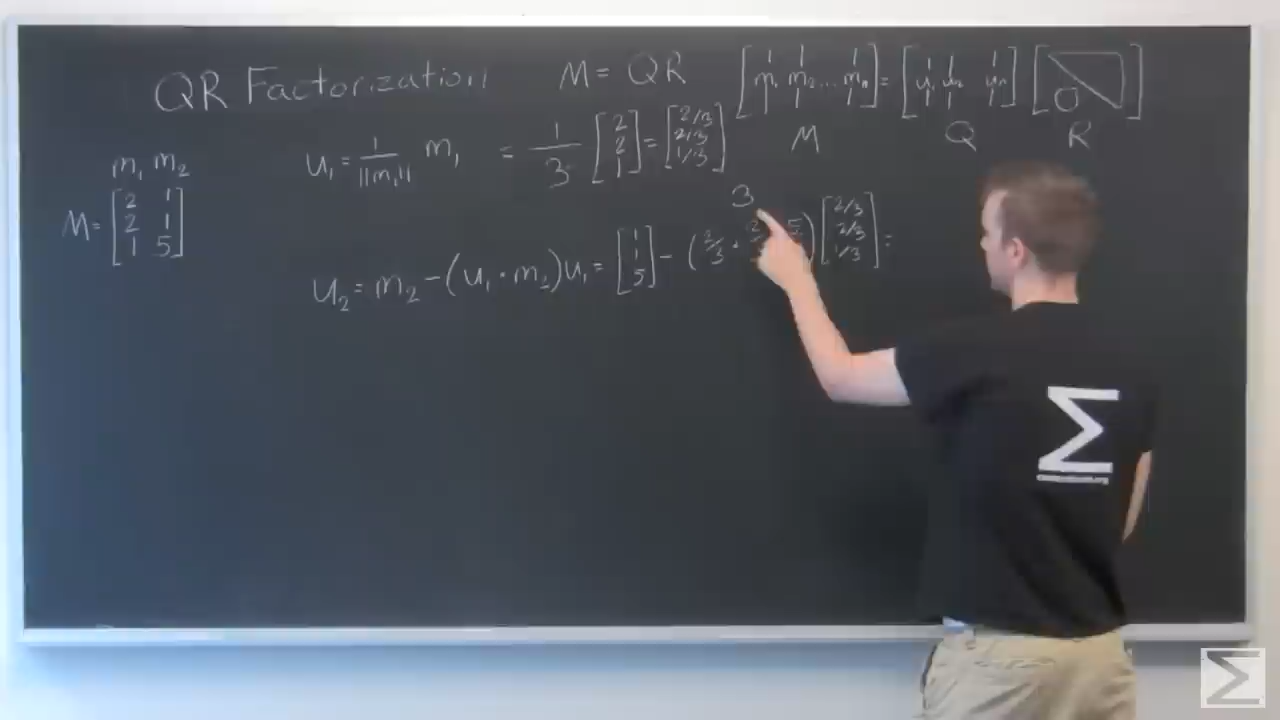 QR Factorization M = QR [m₁ m₂ ... mₙ] = [u₁ u₂ uₙ] [0]
M Q R
m₁ m₂
M = [2 1; 2 1; 1 5]
u₁ = 1/||m₁|| m₁ = 1/3 [2; 2; 1] = [2/3; 2/3; 1/3]
3
u₂ = m₂ - (u₁ · m₂)u₁ = [1; 1; 5] - (2/3 + ) [2/3; 2/3; 1/3] =
Σ
Σ